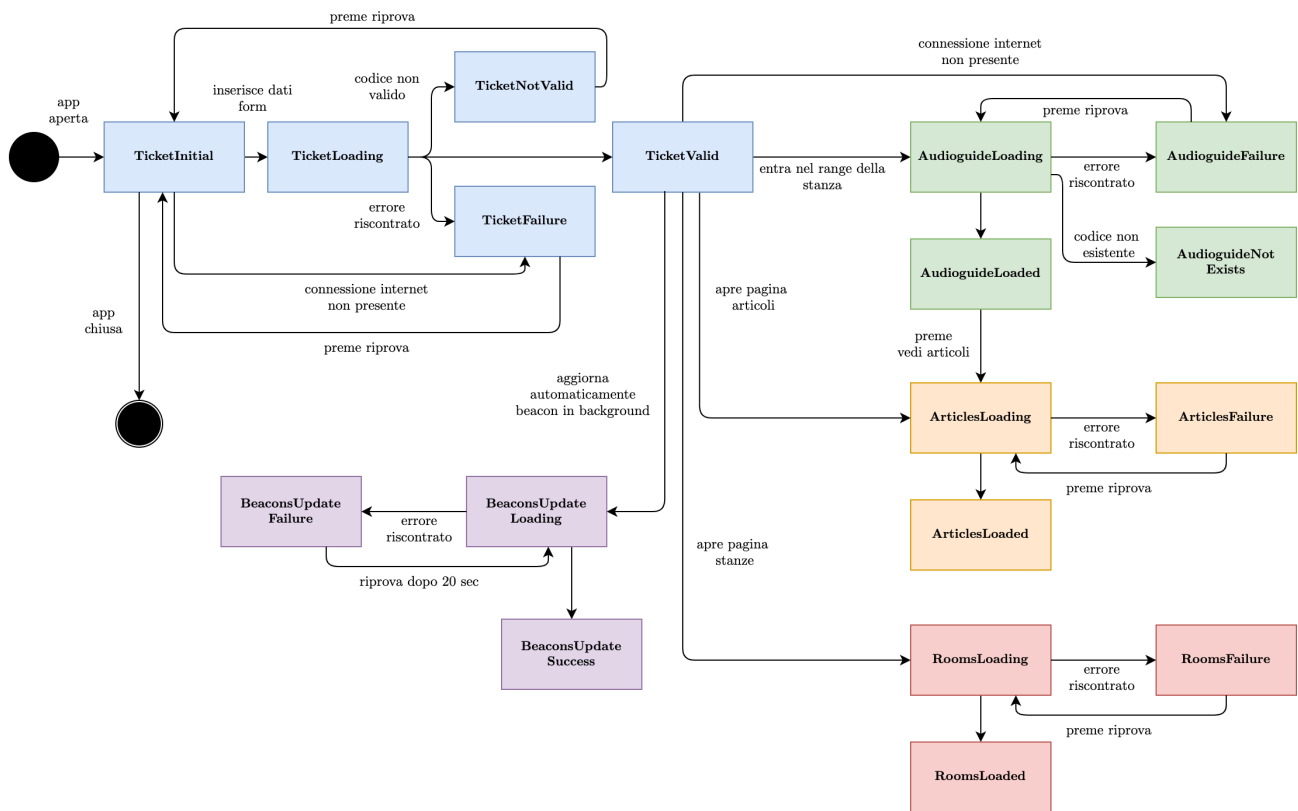 preme riprova
connessione internet
non presente
app
aperta
inserisce dati
form
codice non
valido
TicketNotValid
preme riprova
TicketInitial
TicketLoading
TicketValid
entra nel range della
stanza
AudioguideLoading
errore
riscontrato
AudioguideFailure
errore
riscontrato
TicketFailure
codice non
esistente
AudioguideNot
Exists
AudioguideLoaded
connessione internet
non presente
apre pagina
articoli
app
chiusa
preme riprova
preme
vedi articoli
aggiorna
automaticamente
beacon in background
ArticlesLoading
errore
riscontrato
ArticlesFailure
preme riprova
BeaconsUpdate
Failure
errore
riscontrato
BeaconsUpdate
Loading
ArticlesLoaded
apre pagina
stanze
riprova dopo 20 sec
BeaconsUpdate
Success
RoomsLoading
errore
riscontrato
RoomsFailure
preme riprova
RoomsLoaded